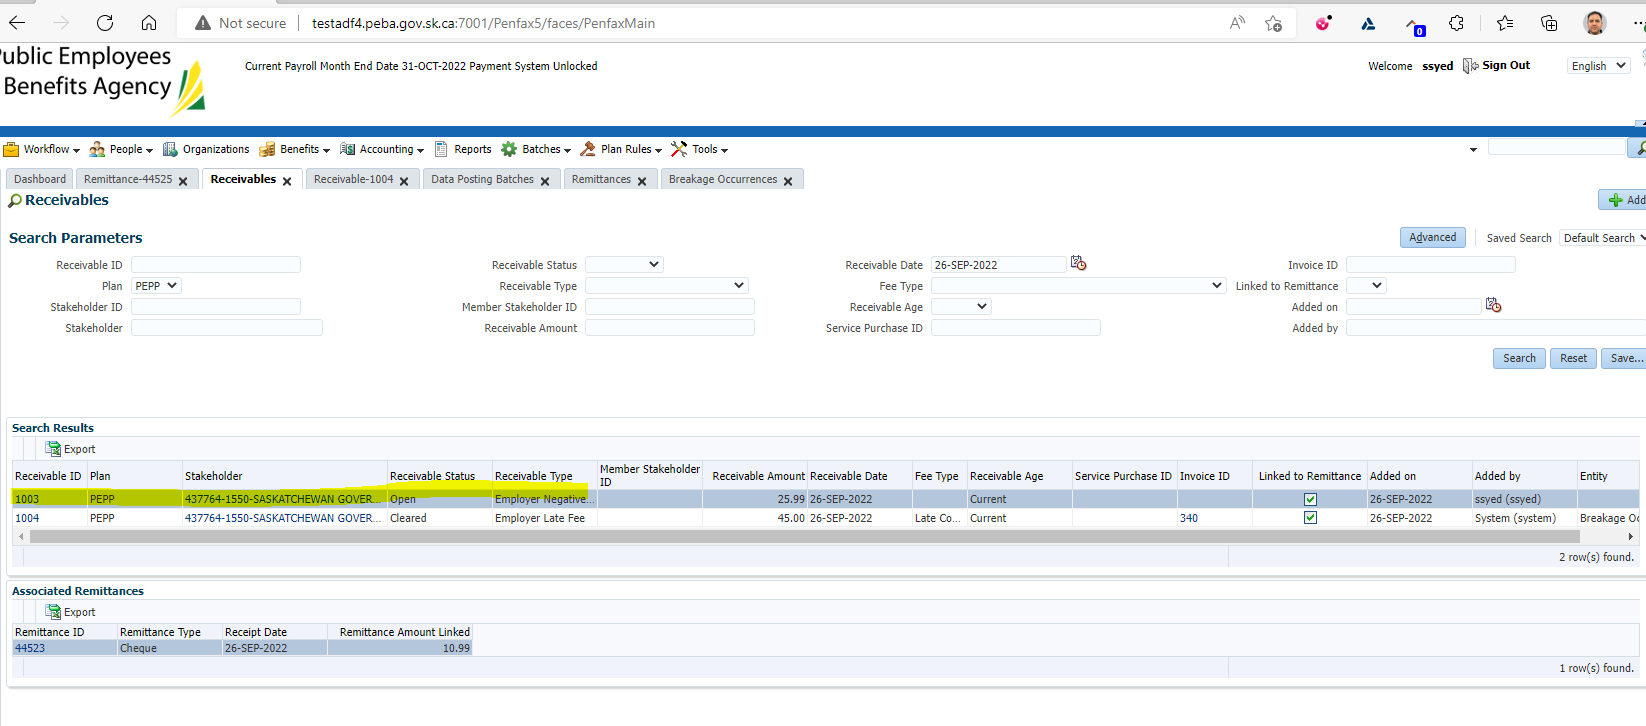 Not secure testadf4.peba.gov.sk.ca:7001/Penfax5/faces/PenfaxMain 0
Public Employees
Benefits Agency
Current Payroll Month End Date 31-OCT-2022 Payment System Unlocked
Welcome ssyed Sign Out English
Workflow People Organizations Benefits Accounting Reports Batches Plan Rules Tools
Dashboard Remittance-44525 Receivables Receivable-1004 Data Posting Batches Remittances Breakage Occurrences
Receivables Add
Search Parameters Advanced Saved Search Default Search
Receivable ID Receivable Status Receivable Date 26-SEP-2022 Invoice ID
Plan PEPP Receivable Type Fee Type Linked to Remittance
Stakeholder ID Member Stakeholder ID Receivable Age Added on
Stakeholder Receivable Amount Service Purchase ID Added by
Search Reset Save...
Search Results
Export
Receivable ID Plan Stakeholder Receivable Status Receivable Type Member Stakeholder ID Receivable Amount Receivable Date Fee Type Receivable Age Service Purchase ID Invoice ID Linked to Remittance Added on Added by Entity
1003 PEPP 437764-1550-SASKATCHEWAN GOVER... Open Employer Negative... 25.99 26-SEP-2022 Current 26-SEP-2022 ssyed (ssyed)
1004 PEPP 437764-1550-SASKATCHEWAN GOVER... Cleared Employer Late Fee 45.00 26-SEP-2022 Late Co... Current 340 26-SEP-2022 System (system) Breakage Oc
2 row(s) found.
Associated Remittances
Export
Remittance ID Remittance Type Receipt Date Remittance Amount Linked
44523 Cheque 26-SEP-2022 10.99
1 row(s) found.